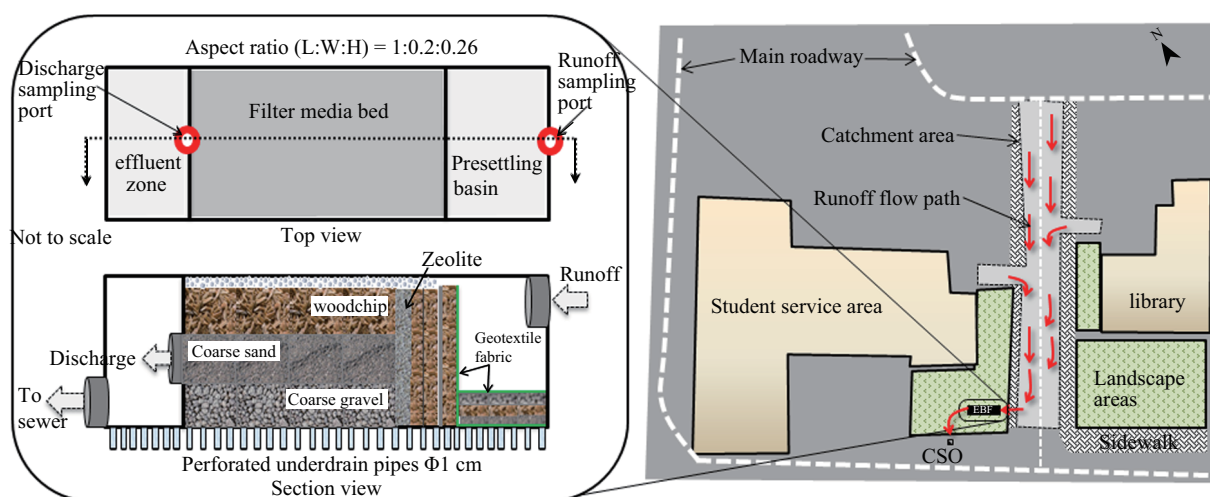 Aspect ratio (L:W:H) = 1:0.2:0.26
Discharge
sampling
port
Runoff
sampling
port
Filter media bed
effluent
zone
Presettling
basin
Not to scale
Top view
Zeolite
Runoff
woodchip
Geotextile
fabric
Coarse sand
Discharge
Coarse gravel
To
sewer
Perforated underdrain pipes Φ1 cm
Section view
Main roadway
N
Catchment area
Runoff flow path
Student service area
library
Landscape
areas
EBF
Sidewalk
CSO